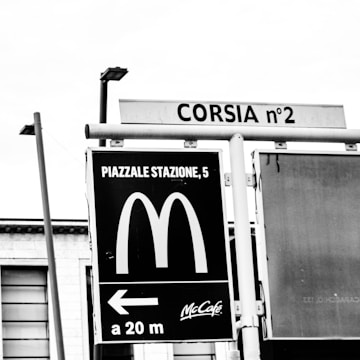 CORSIA n°2
PIAZZALE STAZIONE, 5
M
←
a 20 m
McCafé